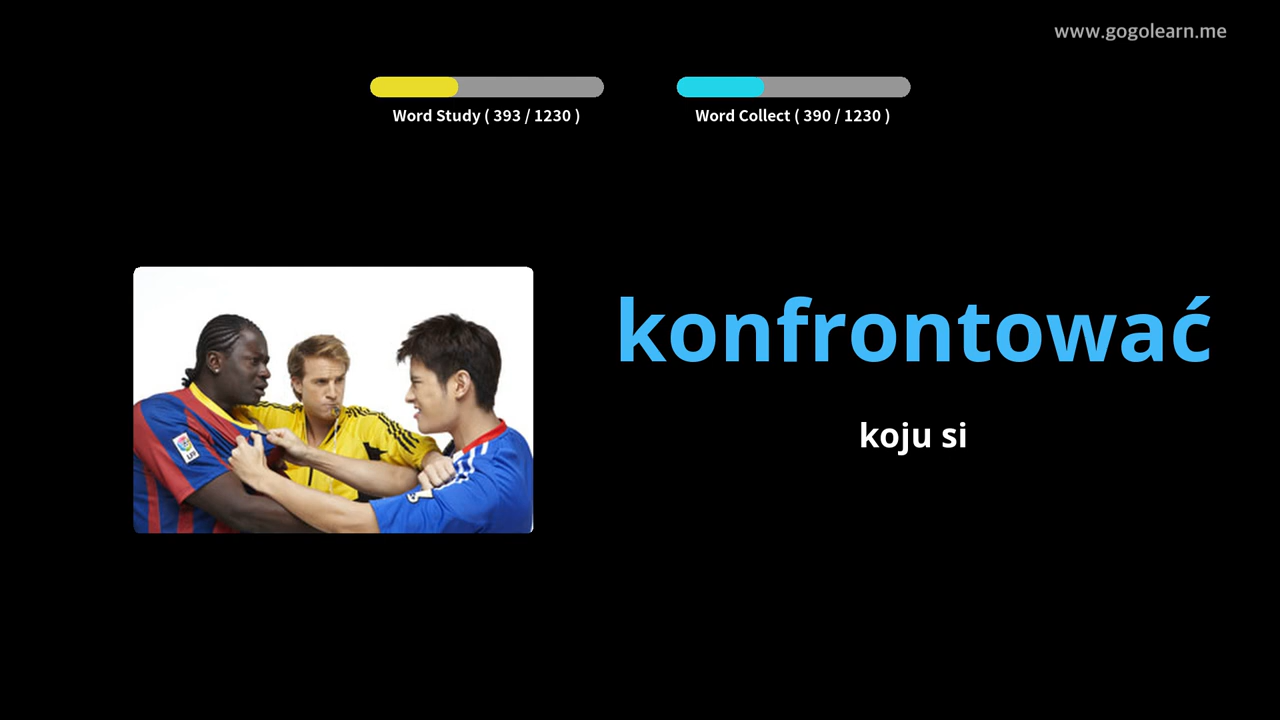 www.gogolearn.me
Word Study ( 393 / 1230 )
Word Collect ( 390 / 1230 )
konfrontować
koju si